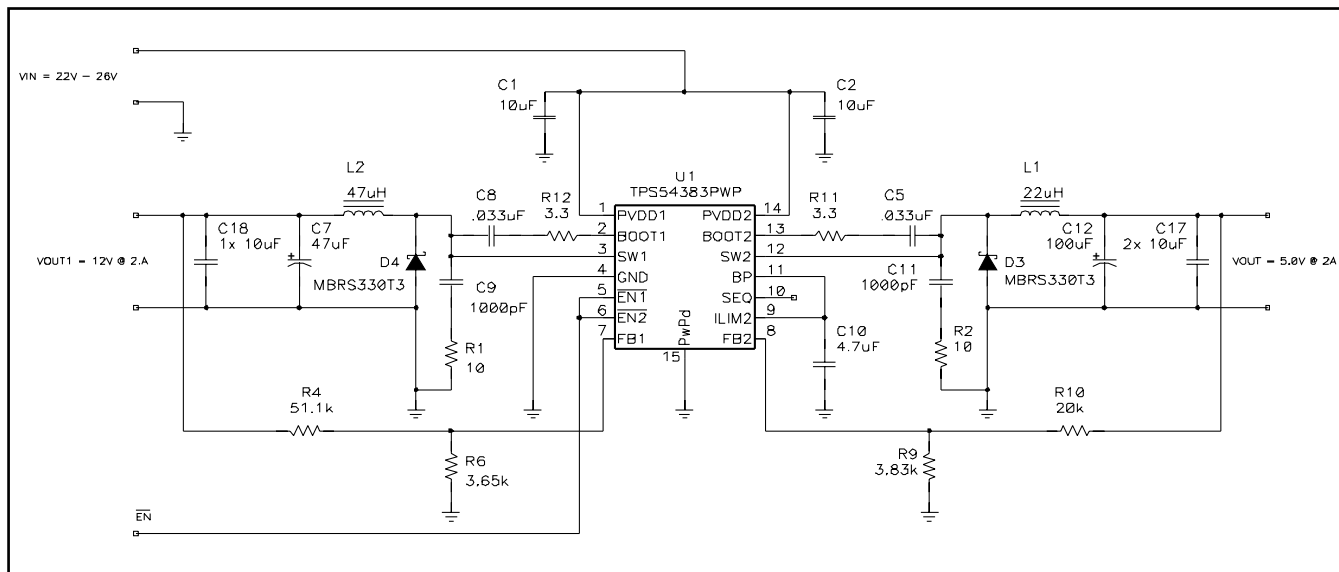 VIN = 22V - 26V
C1
10uF
C2
10uF
L2
47uH
C8
.033uF
R12
3.3
U1
TPS54383PWP
R11
3.3
C5
.033uF
L1
22uH
1
PVDD1
PVDD2
14
2
BOOT1
BOOT2
13
3
SW1
SW2
12
4
GND
BP
11
5
EN1
SEQ
10
6
EN2
ILIM2
9
7
FB1
FB2
8
PwPd
15
C18
1x 10uF
C7
47uF
+
VOUT1 = 12V @ 2.A
D4
MBRS330T3
C9
1000pF
R1
10
C10
4.7uF
C11
1000pF
R2
10
D3
MBRS330T3
C12
100uF
+
C17
2x 10uF
VOUT = 5.0V @ 2A
R4
51.1k
R6
3.65k
R10
20k
R9
3.83k
EN